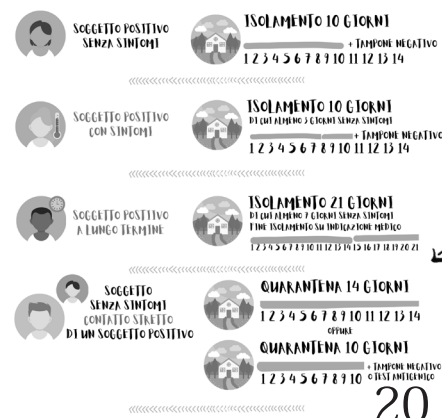 SOGGETTO POSITIVO
SENZA SINTOMI
ISOLAMENTO 10 GIORNI
+ TAMPONE NEGATIVO
1 2 3 4 5 6 7 8 9 10 11 12 13 14
SOGGETTO POSITIVO
CON SINTOMI
ISOLAMENTO 10 GIORNI
DI CUI ALMENO 3 GIORNI SENZA SINTOMI
+ TAMPONE NEGATIVO
1 2 3 4 5 6 7 8 9 10 11 12 13 14
SOGGETTO POSITIVO
A LUNGO TERMINE
ISOLAMENTO 21 GIORNI
DI CUI ALMENO 7 GIORNI SENZA SINTOMI
FINE ISOLAMENTO SU INDICAZIONE MEDICO
1 2 3 4 5 6 7 8 9 10 11 12 13 14 15 16 17 18 19 20 21
SOGGETTO
SENZA SINTOMI
CONTATTO STRETTO
DI UN SOGGETTO POSITIVO
QUARANTENA 14 GIORNI
1 2 3 4 5 6 7 8 9 10 11 12 13 14
OPPURE
QUARANTENA 10 GIORNI
+ TAMPONE NEGATIVO
1 2 3 4 5 6 7 8 9 10 O TEST ANTIGENICO
20